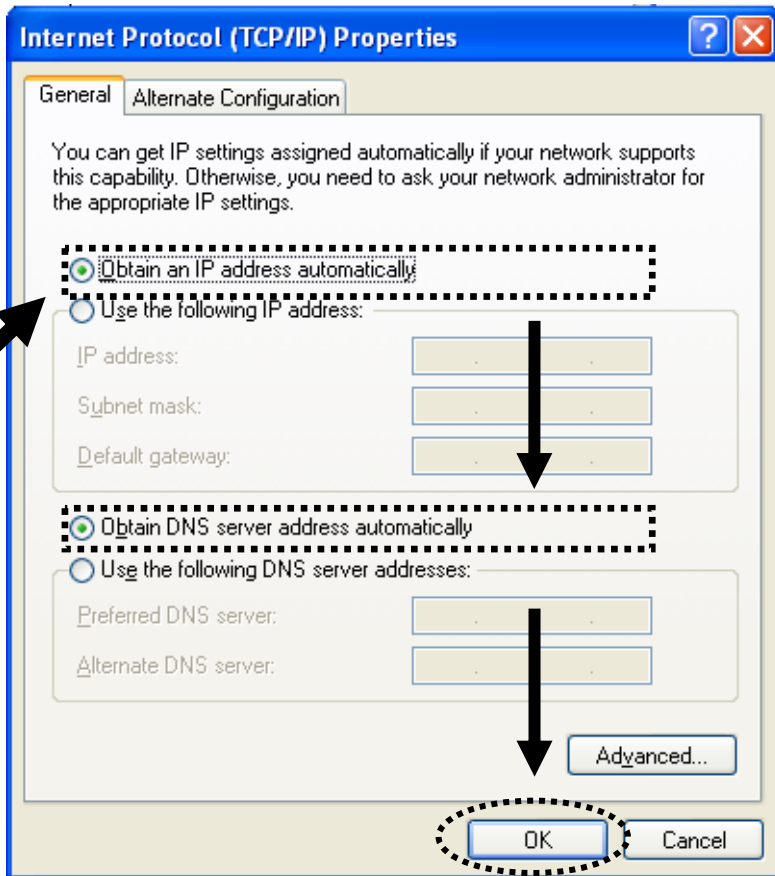 Internet Protocol (TCP/IP) Properties
General
Alternate Configuration
You can get IP settings assigned automatically if your network supports
this capability. Otherwise, you need to ask your network administrator for
the appropriate IP settings.
Obtain an IP address automatically
Use the following IP address:
IP address:
Subnet mask:
Default gateway:
Obtain DNS server address automatically
Use the following DNS server addresses:
Preferred DNS server:
Alternate DNS server:
Advanced...
OK
Cancel